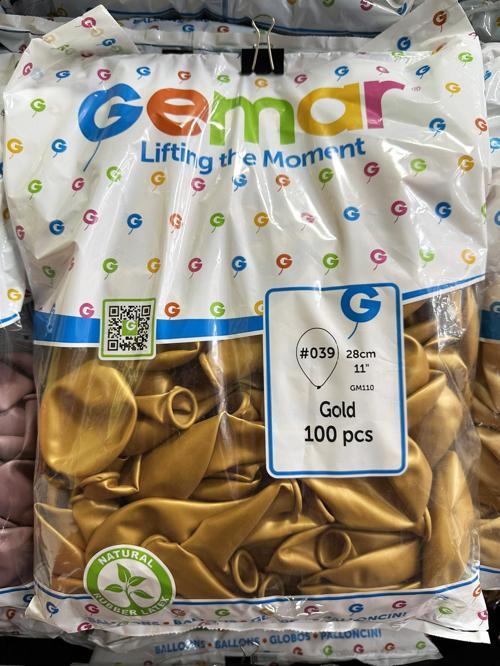 Gemar
Lifting the Moment
#039
28cm
11"
GM110
Gold
100 pcs
NATURAL
RUBBER LATEX
BALLOONS • BALLONS • GLOBOS • PALLONCINI